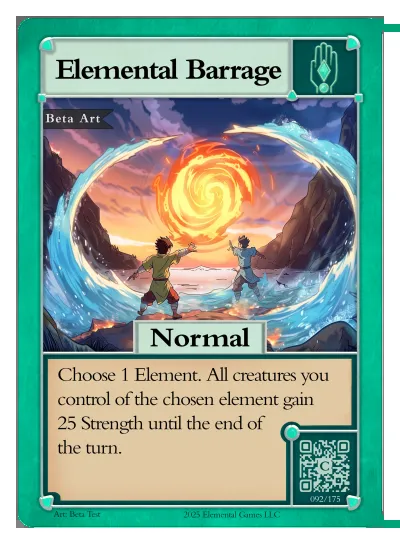 Elemental Barrage
Beta Art
Normal
Choose 1 Element. All creatures you
control of the chosen element gain
25 Strength until the end of
the turn.
C
092/175
Art: Beta Test
2025 Elemental Games LLC